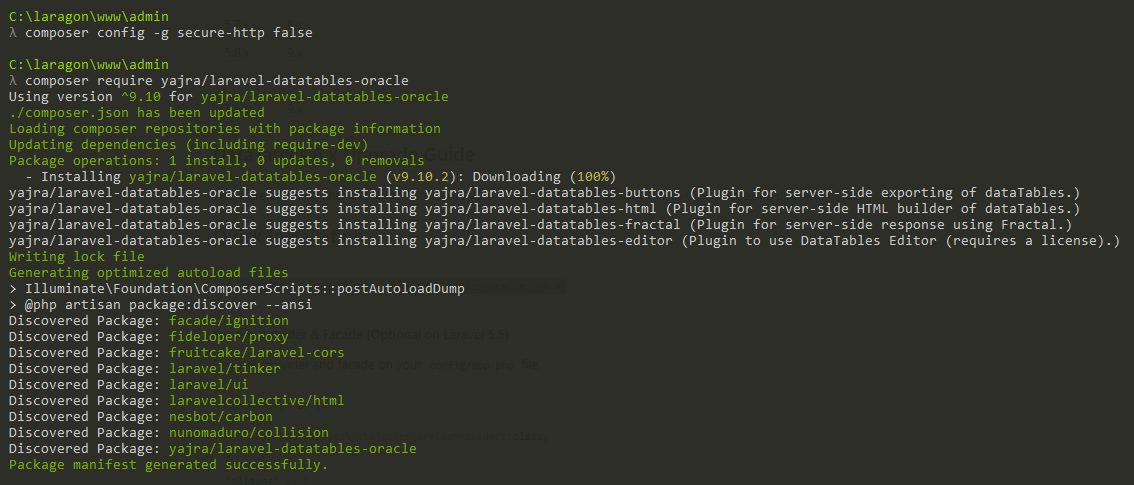 C:\laragon\www\admin
λ composer config -g secure-http false
C:\laragon\www\admin
λ composer require yajra/laravel-datatables-oracle
Using version ^9.10 for yajra/laravel-datatables-oracle
./composer.json has been updated
Loading composer repositories with package information
Updating dependencies (including require-dev)
Package operations: 1 install, 0 updates, 0 removals
  - Installing yajra/laravel-datatables-oracle (v9.10.2): Downloading (100%)
yajra/laravel-datatables-oracle suggests installing yajra/laravel-datatables-buttons (Plugin for server-side exporting of dataTables.)
yajra/laravel-datatables-oracle suggests installing yajra/laravel-datatables-html (Plugin for server-side HTML builder of dataTables.)
yajra/laravel-datatables-oracle suggests installing yajra/laravel-datatables-fractal (Plugin for server-side response using Fractal.)
yajra/laravel-datatables-oracle suggests installing yajra/laravel-datatables-editor (Plugin to use DataTables Editor (requires a license).)
Writing lock file
Generating optimized autoload files
> Illuminate\Foundation\ComposerScripts::postAutoloadDump
> @php artisan package:discover --ansi
Discovered Package: facade/ignition
Discovered Package: fideloper/proxy
Discovered Package: fruitcake/laravel-cors
Discovered Package: laravel/tinker
Discovered Package: laravel/ui
Discovered Package: laravelcollective/html
Discovered Package: nesbot/carbon
Discovered Package: nunomaduro/collision
Discovered Package: yajra/laravel-datatables-oracle
Package manifest generated successfully.